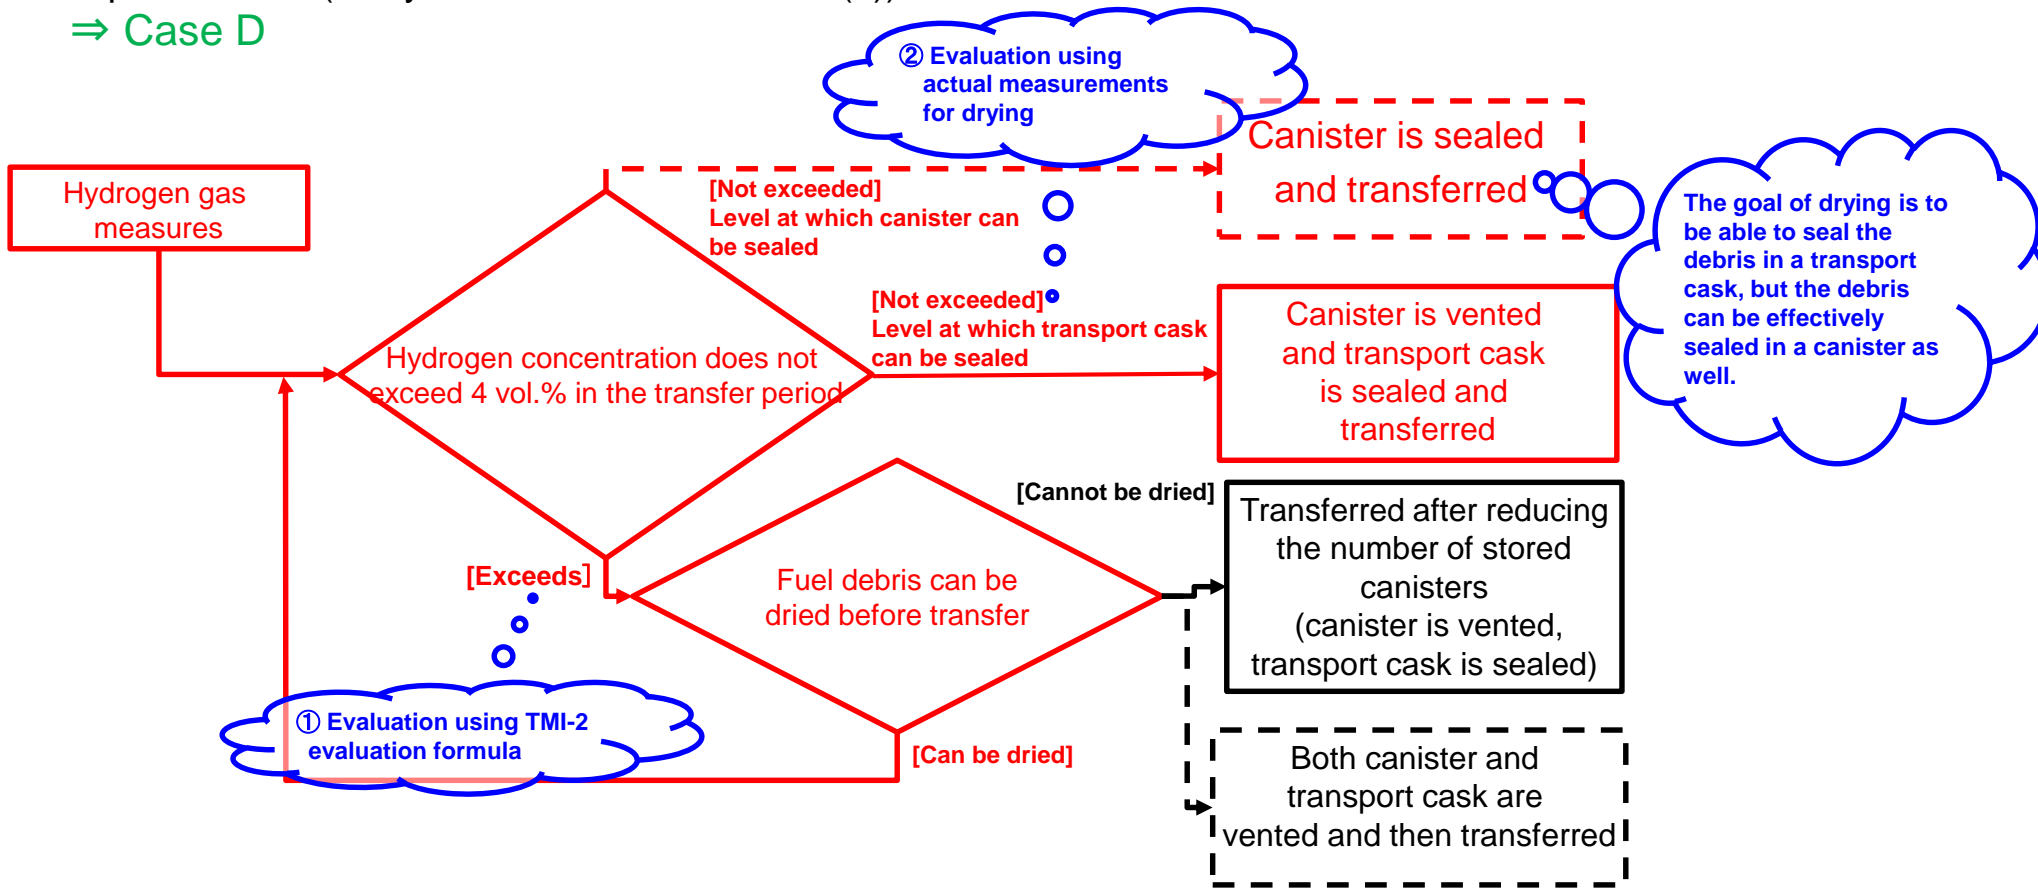 ⇒ Case D
② Evaluation using
actual measurements
for drying
Canister is sealed
and transferred
Hydrogen gas
measures
[Not exceeded]
Level at which canister can
be sealed
The goal of drying is to
be able to seal the
debris in a transport
cask, but the debris
can be effectively
sealed in a canister as
well.
[Not exceeded]
Level at which transport cask
can be sealed
Canister is vented
and transport cask
is sealed and
transferred
Hydrogen concentration does not
exceed 4 vol.% in the transfer period
[Cannot be dried]
Transferred after reducing
the number of stored
canisters
(canister is vented,
transport cask is sealed)
[Exceeds]
Fuel debris can be
dried before transfer
① Evaluation using TMI-2
evaluation formula
[Can be dried]
Both canister and
transport cask are
vented and then transferred